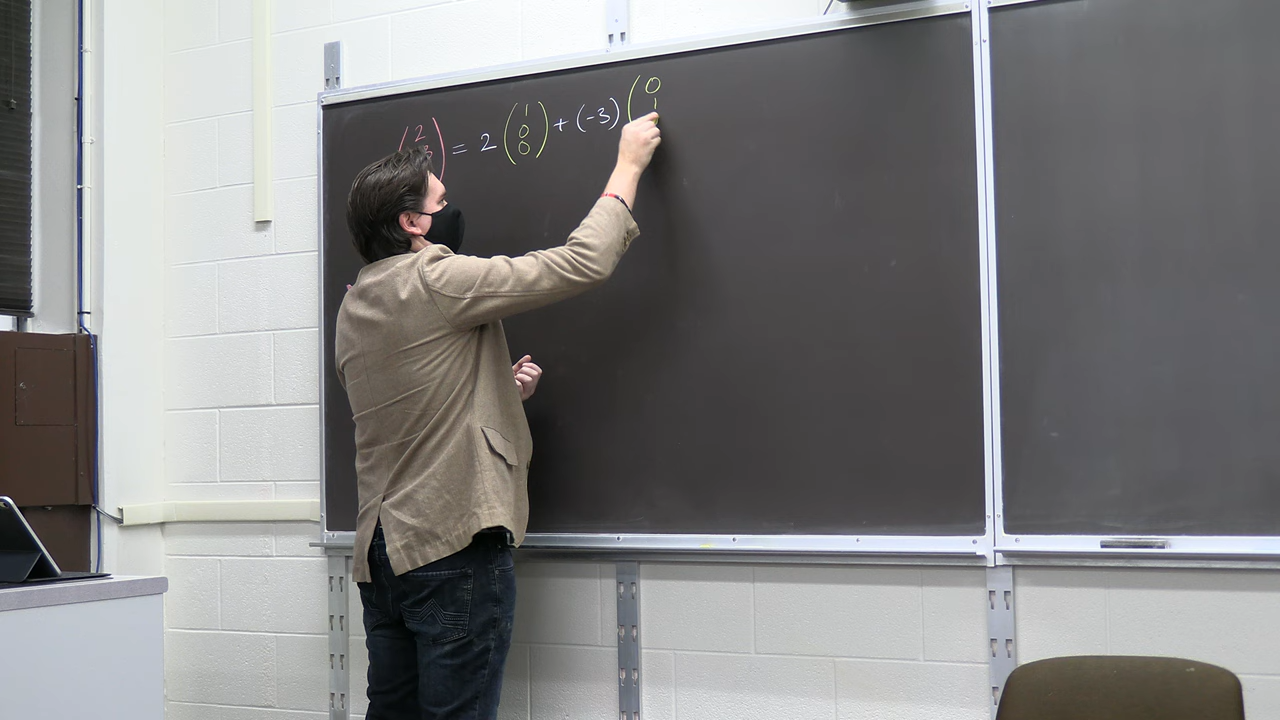 (2 = 2 (1 0 0) + (-3) (0 1